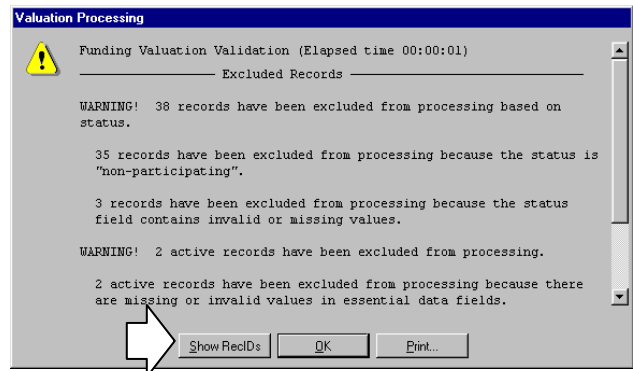 Valuation Processing
Funding Valuation Validation (Elapsed time 00:00:01)
Excluded Records
WARNING!  38 records have been excluded from processing based on
status.
35 records have been excluded from processing because the status is
"non-participating".
3 records have been excluded from processing because the status
field contains invalid or missing values.
WARNING!  2 active records have been excluded from processing.
2 active records have been excluded from processing because there
are missing or invalid values in essential data fields.
Show RecIDs
OK
Print...